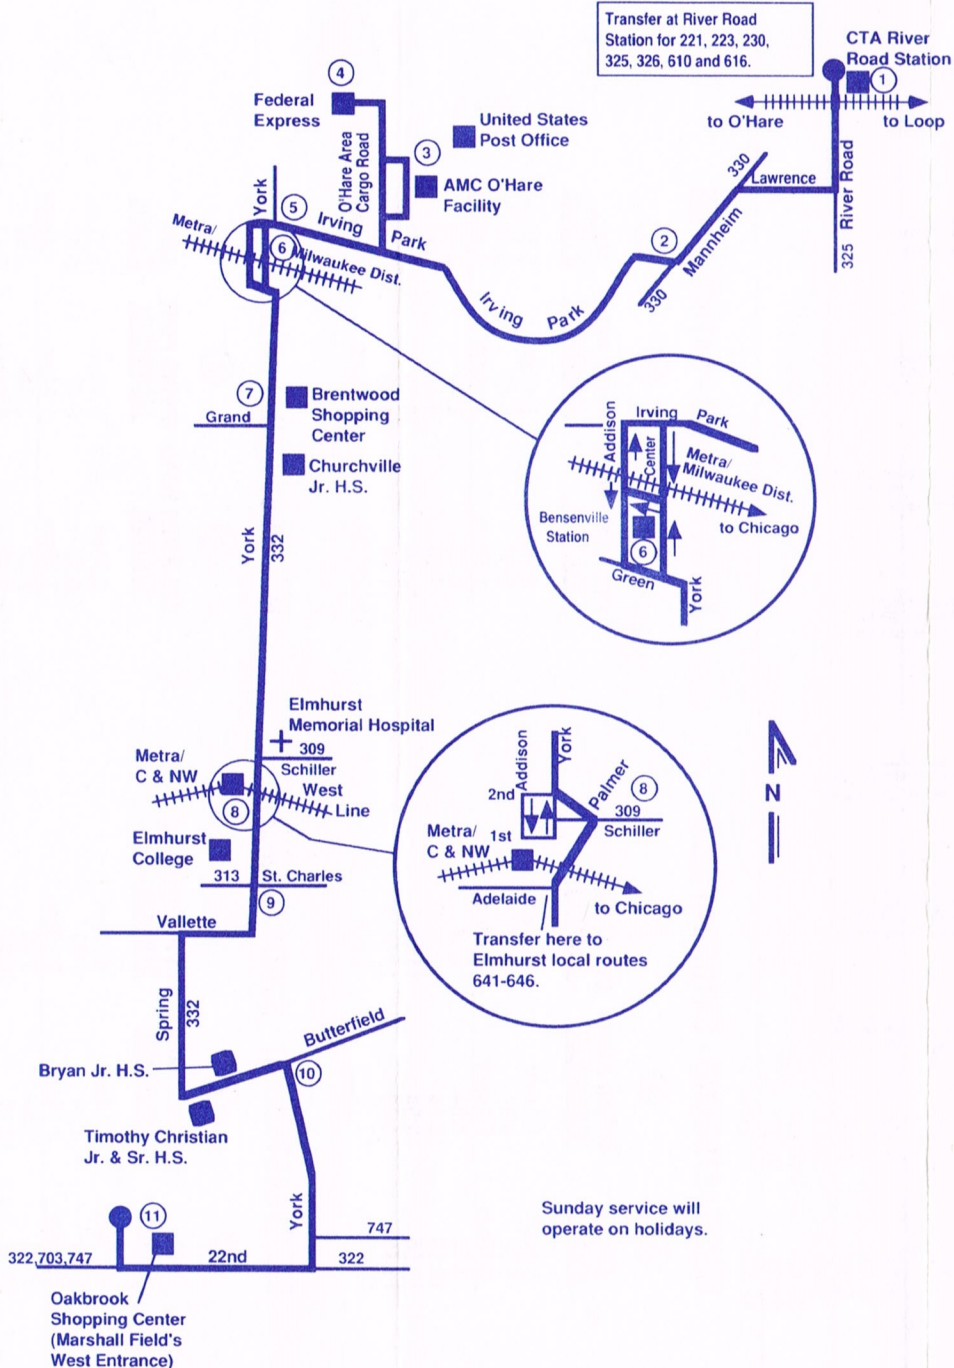 Transfer at River Road
Station for 221, 223, 230,
325, 326, 610 and 616.
CTA River
Road Station
1
to O'Hare
to Loop
River Road
325
Lawrence
330
Mannheim
330
2
4
Federal
Express
O'Hare Area
Cargo Road
United States
Post Office
3
AMC O'Hare
Facility
York
5
Irving
Park
Metra/
Milwaukee Dist.
6
Irving
Park
7
Grand
Brentwood
Shopping
Center
Churchville
Jr. H.S.
York
332
Irving
Park
Addison
Center
Metra/
Milwaukee Dist.
to Chicago
Bensenville
Station
6
Green
York
Elmhurst
Memorial Hospital
309
Schiller
Metra/
C & NW
West
Line
8
Elmhurst
College
313
St. Charles
9
Vallette
Addison
York
Palmer
8
2nd
309
Schiller
Metra/
C & NW
1st
Adelaide
to Chicago
Transfer here to
Elmhurst local routes
641-646.
N
Spring
332
Butterfield
Bryan Jr. H.S.
10
Timothy Christian
Jr. & Sr. H.S.
York
11
747
322,703,747
22nd
322
Oakbrook
Shopping Center
(Marshall Field's
West Entrance)
Sunday service will
operate on holidays.